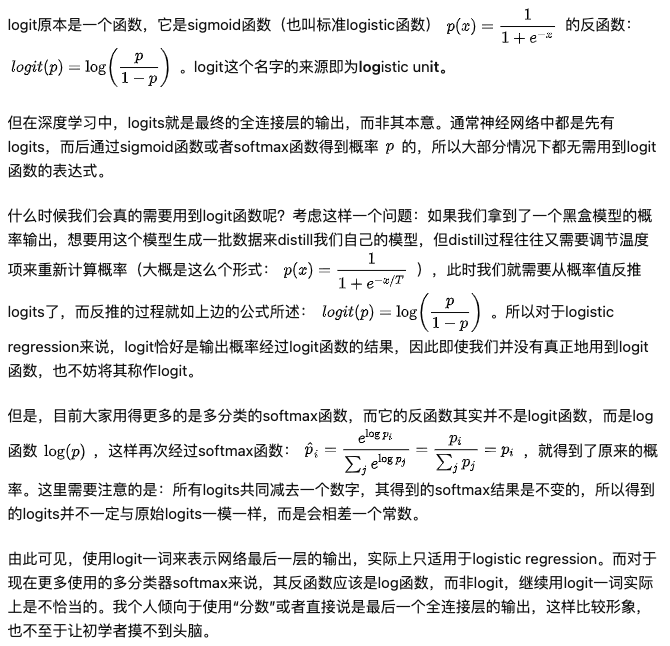 logit原本是一个函数，它是sigmoid函数（也叫标准logistic函数） p(x) = \frac{1}{1 + e^{-x}} 的反函数：
logit(p) = \log\left(\frac{p}{1 - p}\right) 。logit这个名字的来源即为logistic unit。
但在深度学习中，logits就是最终的全连接层的输出，而非其本意。通常神经网络中都是先有
logits，而后通过sigmoid函数或者softmax函数得到概率 p 的，所以大部分情况下都无需用到logit
函数的表达式。
什么时候我们会真的需要用到logit函数呢？考虑这样一个问题：如果我们拿到了一个黑盒模型的概
率输出，想要用这个模型生成一批数据来distill我们自己的模型，但distill过程往往又需要调节温度
项来重新计算概率（大概是这么个形式： p(x) = \frac{1}{1 + e^{-x/T}} ），此时我们就需要从概率值反推
logits了，而反推的过程就如上边的公式所述： logit(p) = \log\left(\frac{p}{1 - p}\right) 。所以对于logistic
regression来说，logit恰好是输出概率经过logit函数的结果，因此即使我们并没有真正地用到logit
函数，也不妨将其称作logit。
但是，目前大家用得更多的是多分类的softmax函数，而它的反函数其实并不是logit函数，而是log
函数 log(p) ，这样再次经过softmax函数： \hat{p}_i = \frac{e^{\log p_i}}{\sum_j e^{\log p_j}} = \frac{p_i}{\sum_j p_j} = p_i ，就得到了原来的概
率。这里需要注意的是：所有logits共同减去一个数字，其得到的softmax结果是不变的，所以得到
的logits并不一定与原始logits一模一样，而是会相差一个常数。
由此可见，使用logit一词来表示网络最后一层的输出，实际上只适用于logistic regression。而对于
现在更多使用的多分类器softmax来说，其反函数应该是log函数，而非logit，继续用logit一词实际
上是不恰当的。我个人倾向于使用“分数”或者直接说是最后一个全连接层的输出，这样比较形象，
也不至于让初学者摸不到头脑。